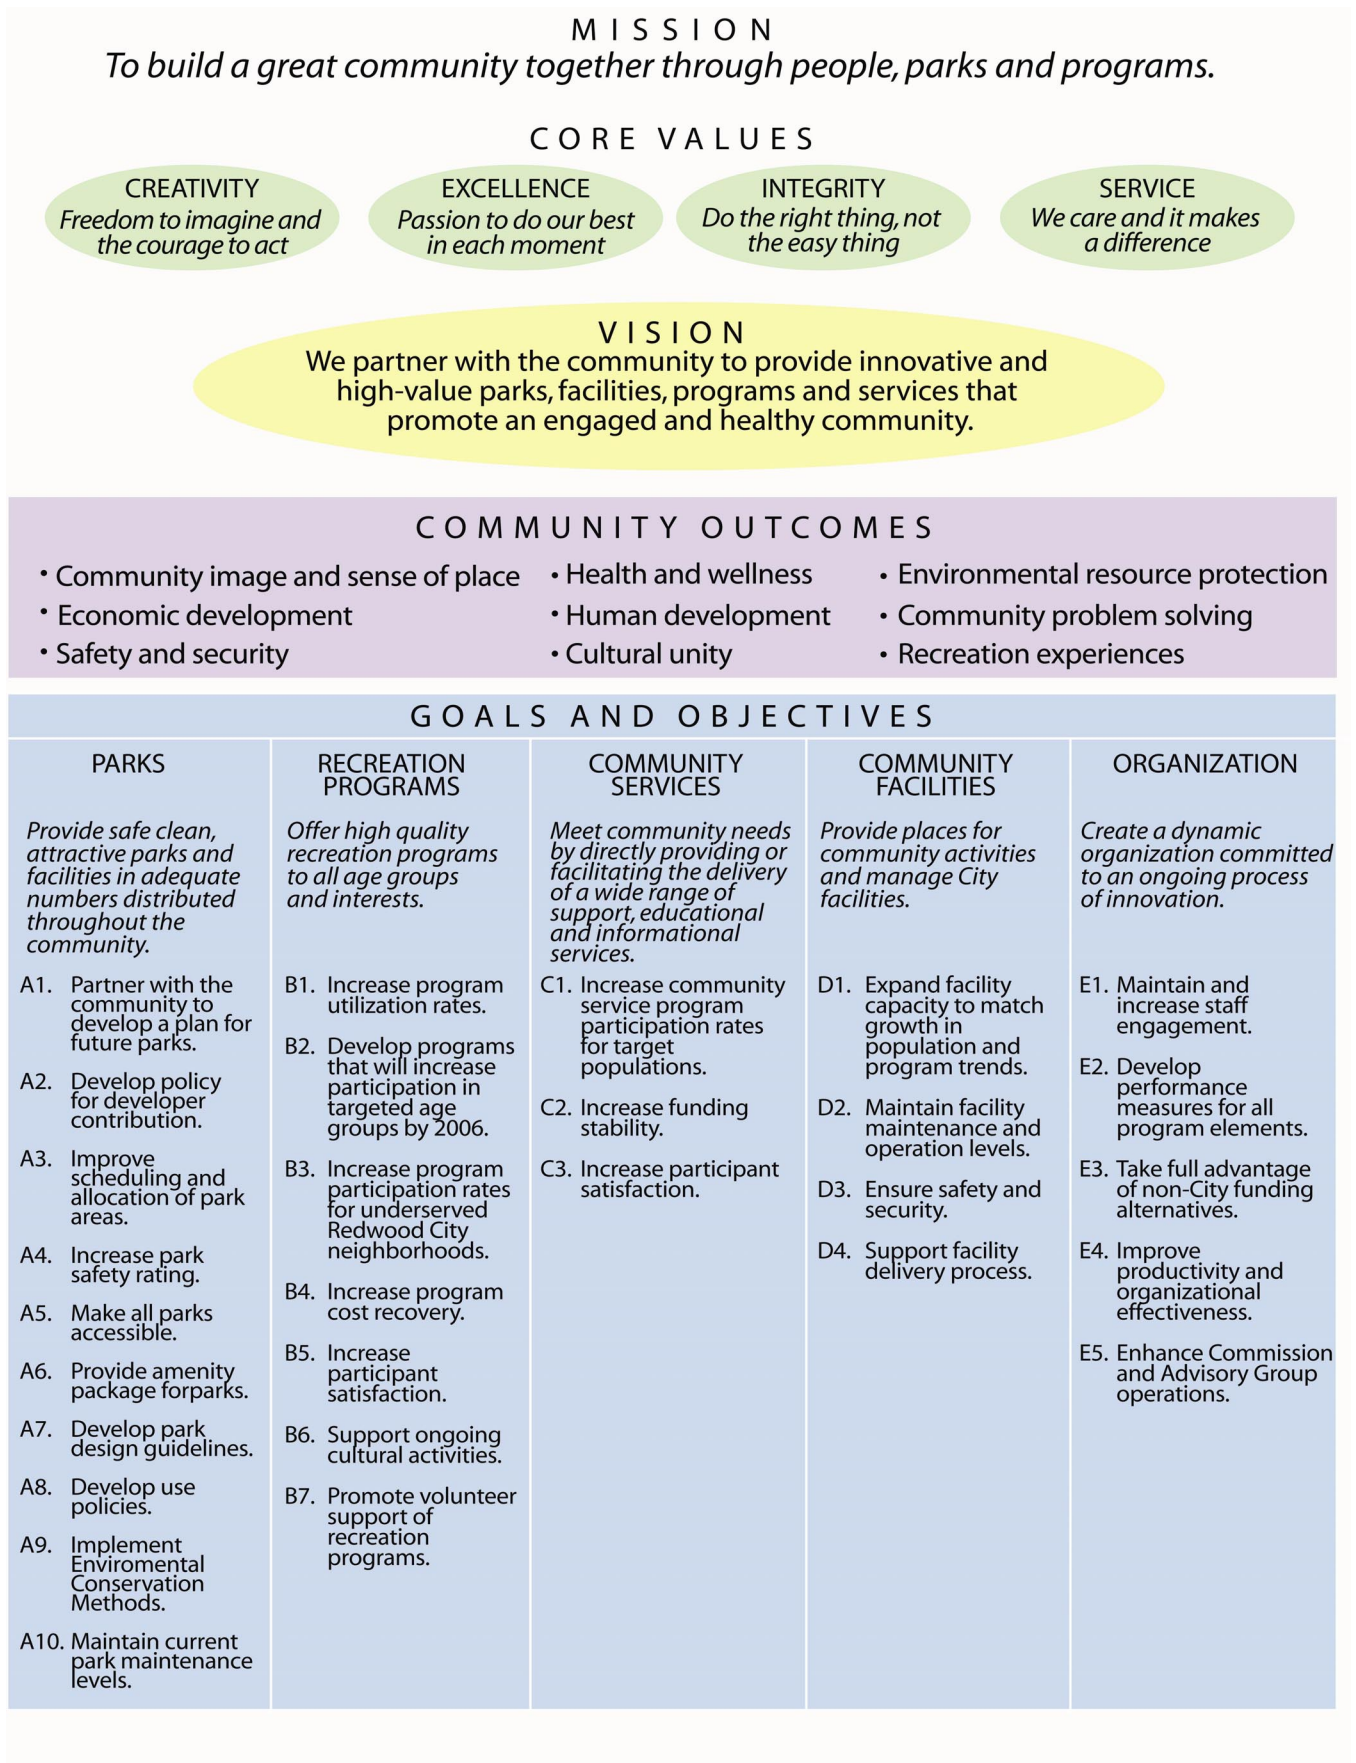 MISSION
To build a great community together through people, parks and programs.
CORE VALUES
CREATIVITY
Freedom to imagine and
the courage to act
EXCELLENCE
Passion to do our best
in each moment
INTEGRITY
Do the right thing, not
the easy thing
SERVICE
We care and it makes
a difference
VISION
We partner with the community to provide innovative and
high-value parks, facilities, programs and services that
promote an engaged and healthy community.
COMMUNITY OUTCOMES
• Community image and sense of place
• Economic development
• Safety and security
• Health and wellness
• Human development
• Cultural unity
• Environmental resource protection
• Community problem solving
• Recreation experiences
GOALS AND OBJECTIVES
PARKS
Provide safe clean,
attractive parks and
facilities in adequate
numbers distributed
throughout the
community.
A1. Partner with the
community to
develop a plan for
future parks.
A2. Develop policy
for developer
contribution.
A3. Improve
scheduling and
allocation of park
areas.
A4. Increase park
safety rating.
A5. Make all parks
accessible.
A6. Provide amenity
package forparks.
A7. Develop park
design guidelines.
A8. Develop use
policies.
A9. Implement
Enviromental
Conservation
Methods.
A10. Maintain current
park maintenance
levels.
RECREATION
PROGRAMS
Offer high quality
recreation programs
to all age groups
and interests.
B1. Increase program
utilization rates.
B2. Develop programs
that will increase
participation in
targeted age
groups by 2006.
B3. Increase program
participation rates
for underserved
Redwood City
neighborhoods.
B4. Increase program
cost recovery.
B5. Increase
participant
satisfaction.
B6. Support ongoing
cultural activities.
B7. Promote volunteer
support of
recreation
programs.
COMMUNITY
SERVICES
Meet community needs
by directly providing or
facilitating the delivery
of a wide range of
support, educational
and informational
services.
C1. Increase community
service program
participation rates
for target
populations.
C2. Increase funding
stability.
C3. Increase participant
satisfaction.
COMMUNITY
FACILITIES
Provide places for
community activities
and manage City
facilities.
D1. Expand facility
capacity to match
growth in
population and
program trends.
D2. Maintain facility
maintenance and
operation levels.
D3. Ensure safety and
security.
D4. Support facility
delivery process.
ORGANIZATION
Create a dynamic
organization committed
to an ongoing process
of innovation.
E1. Maintain and
increase staff
engagement.
E2. Develop
performance
measures for all
program elements.
E3. Take full advantage
of non-City funding
alternatives.
E4. Improve
productivity and
organizational
effectiveness.
E5. Enhance Commission
and Advisory Group
operations.